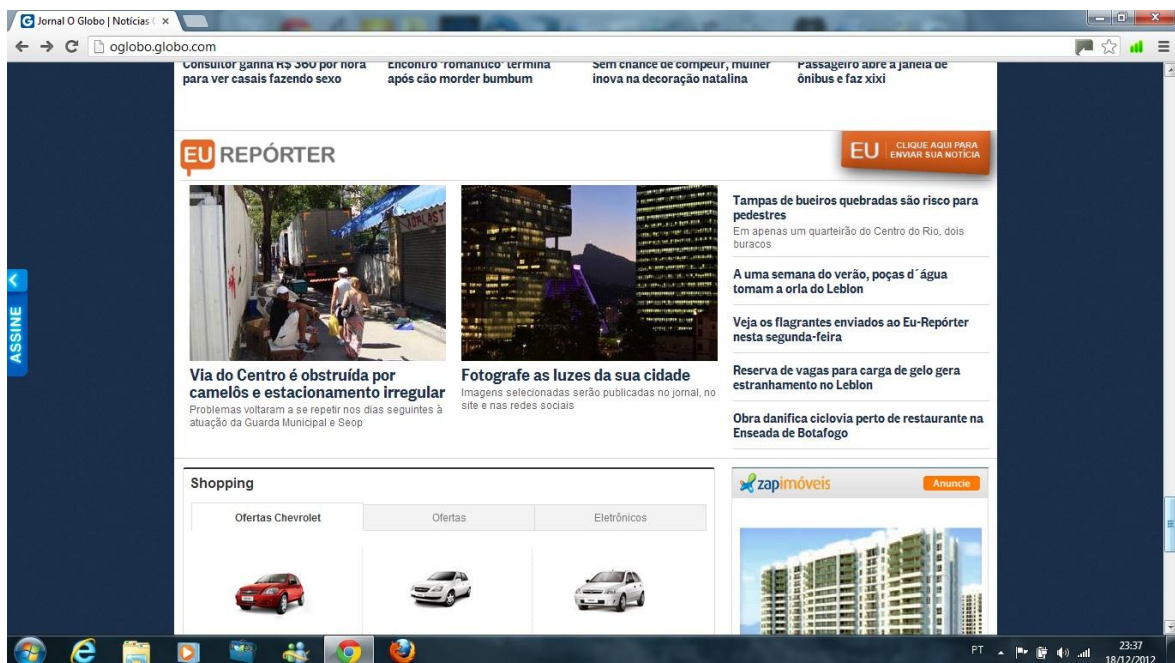 Jornal O Globo | Notícias
oglobo.globo.com
Consultor ganha R$ 360 por hora
para ver casais fazendo sexo
Encontro 'romântico' termina
após cão morder bumbum
Sem chance de competir, mulher
inova na decoração natalina
Passageiro abre a janela de
ônibus e faz xixi
EU REPÓRTER
EU CLIQUE AQUI PARA
ENVIAR SUA NOTÍCIA
ASSINE
Via do Centro é obstruída por
camelôs e estacionamento irregular
Problemas voltaram a se repetir nos dias seguintes à
atuação da Guarda Municipal e Seop
Fotografe as luzes da sua cidade
Imagens selecionadas serão publicadas no jornal, no
site e nas redes sociais
Tampas de bueiros quebradas são risco para
pedestres
Em apenas um quarteirão do Centro do Rio, dois
buracos
A uma semana do verão, poças d´água
tomam a orla do Leblon
Veja os flagrantes enviados ao Eu-Repórter
nesta segunda-feira
Reserva de vagas para carga de gelo gera
estranhamento no Leblon
Obra danifica ciclovia perto de restaurante na
Enseada de Botafogo
Shopping
Ofertas Chevrolet
Ofertas
Eletrônicos
zapimóveis
Anuncie
PT
23:37
18/12/2012